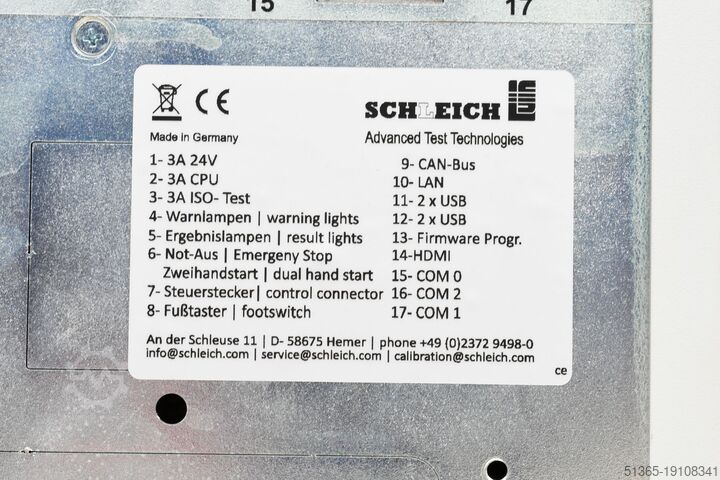 15 17
SCHLEICH
Made in Germany
Advanced Test Technologies
1- 3A 24V
2- 3A CPU
3- 3A ISO- Test
4- Warnlampen | warning lights
5- Ergebnislampen | result lights
6- Not-Aus | Emergeny Stop
Zweihandstart | dual hand start
7- Steuerstecker| control connector
8- Fußtaster | footswitch
9- CAN-Bus
10- LAN
11- 2 x USB
12- 2 x USB
13- Firmware Progr.
14-HDMI
15- COM 0
16- COM 2
17- COM 1
An der Schleuse 11 | D- 58675 Hemer | phone +49 (0)2372 9498-0
info@schleich.com | service@schleich.com | calibration@schleich.com
ce
51365-19108341